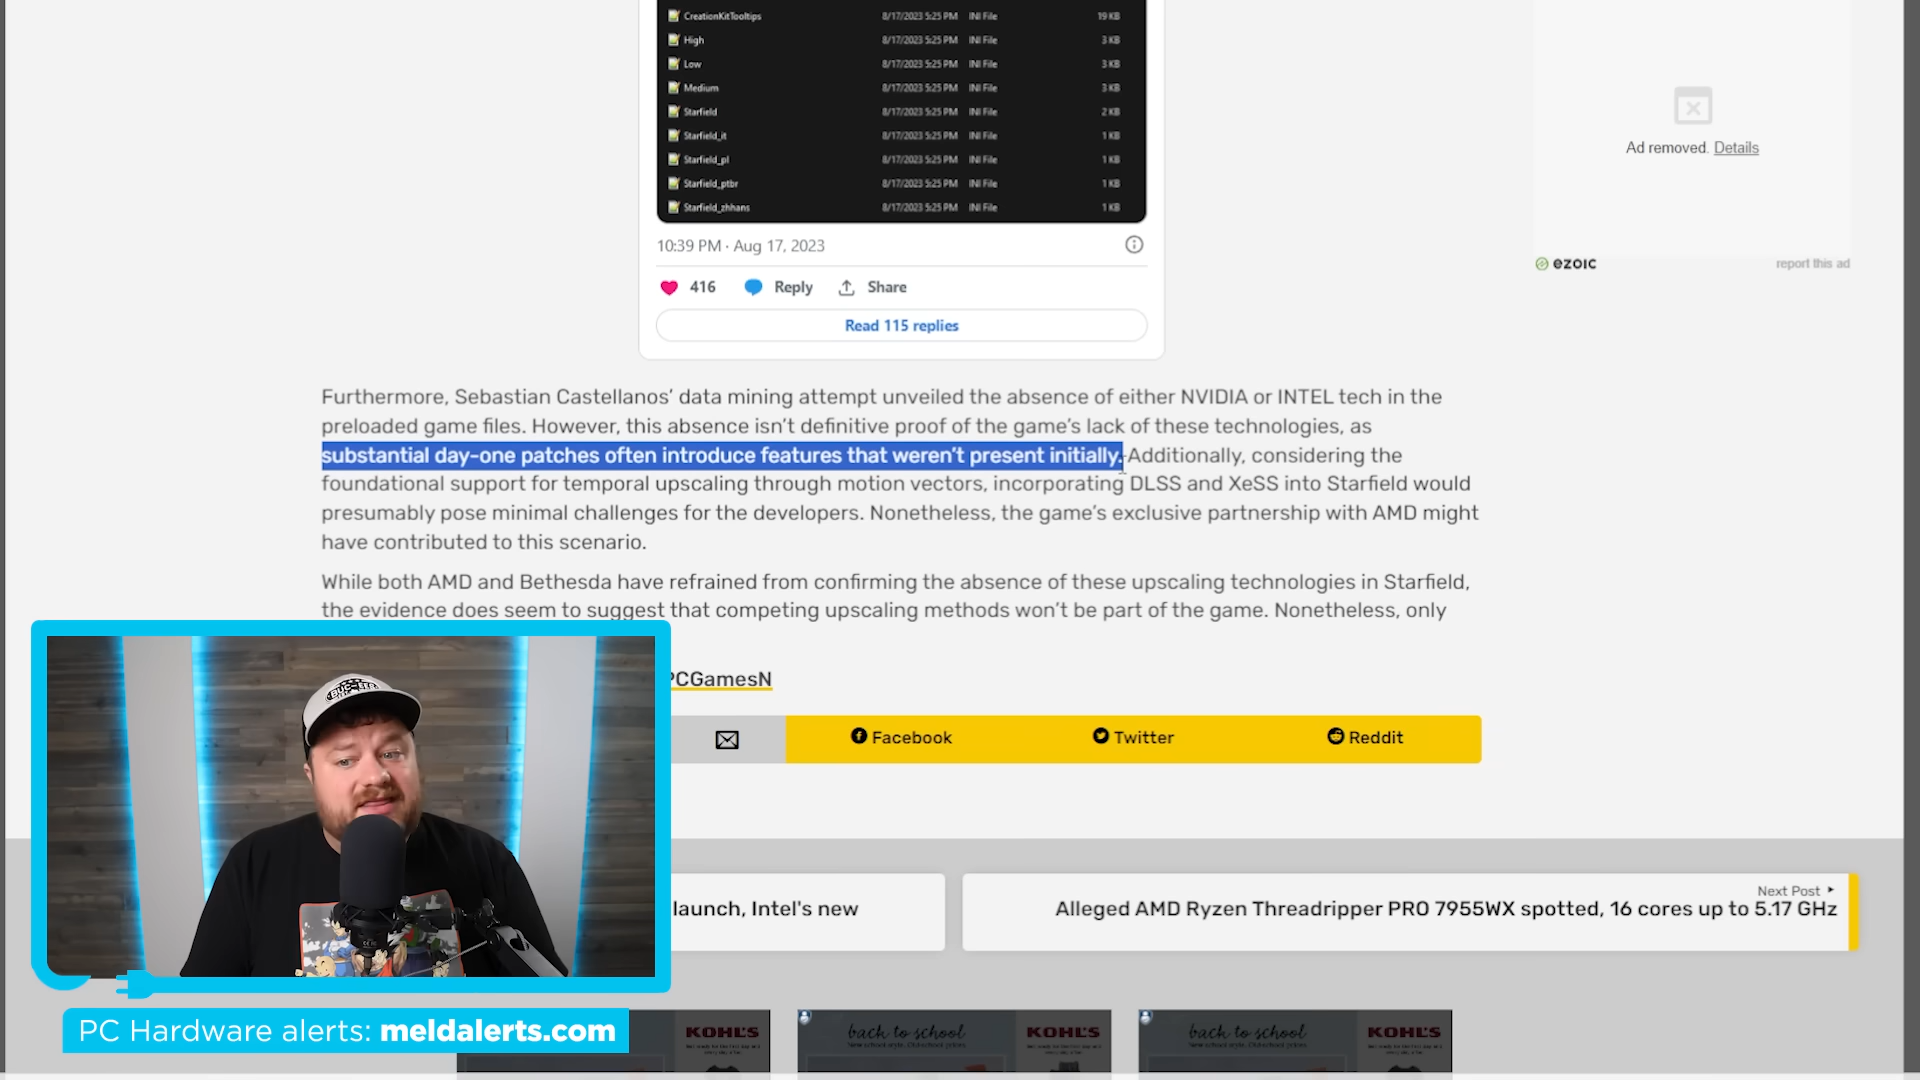 CreationKitTooltips 8/17/2023 5:25 PM INI File 19 KB
High 8/17/2023 5:25 PM INI File 3 KB
Low 8/17/2023 5:25 PM INI File 3 KB
Medium 8/17/2023 5:25 PM INI File 3 KB
Starfield 8/17/2023 5:25 PM INI File 2 KB
Starfield_it 8/17/2023 5:25 PM INI File 1 KB
Starfield_pl 8/17/2023 5:25 PM INI File 1 KB
Starfield_ptbr 8/17/2023 5:25 PM INI File 1 KB
Starfield_zhhans 8/17/2023 5:25 PM INI File 1 KB
Ad removed. Details
ezoic report this ad
10:39 PM · Aug 17, 2023
416 Reply Share
Read 115 replies
Furthermore, Sebastian Castellanos’ data mining attempt unveiled the absence of either NVIDIA or INTEL tech in the
preloaded game files. However, this absence isn’t definitive proof of the game’s lack of these technologies, as
substantial day-one patches often introduce features that weren’t present initially. Additionally, considering the
foundational support for temporal upscaling through motion vectors, incorporating DLSS and XeSS into Starfield would
presumably pose minimal challenges for the developers. Nonetheless, the game’s exclusive partnership with AMD might
have contributed to this scenario.
While both AMD and Bethesda have refrained from confirming the absence of these upscaling technologies in Starfield,
the evidence does seem to suggest that competing upscaling methods won’t be part of the game. Nonetheless, only
PCGamesN
Facebook Twitter Reddit
launch, Intel's new
Next Post
Alleged AMD Ryzen Threadripper PRO 7955WX spotted, 16 cores up to 5.17 GHz
BUC-EE'S
PC Hardware alerts: meldalerts.com
KOHL'S
back to school
KOHL'S
back to school
KOHL'S